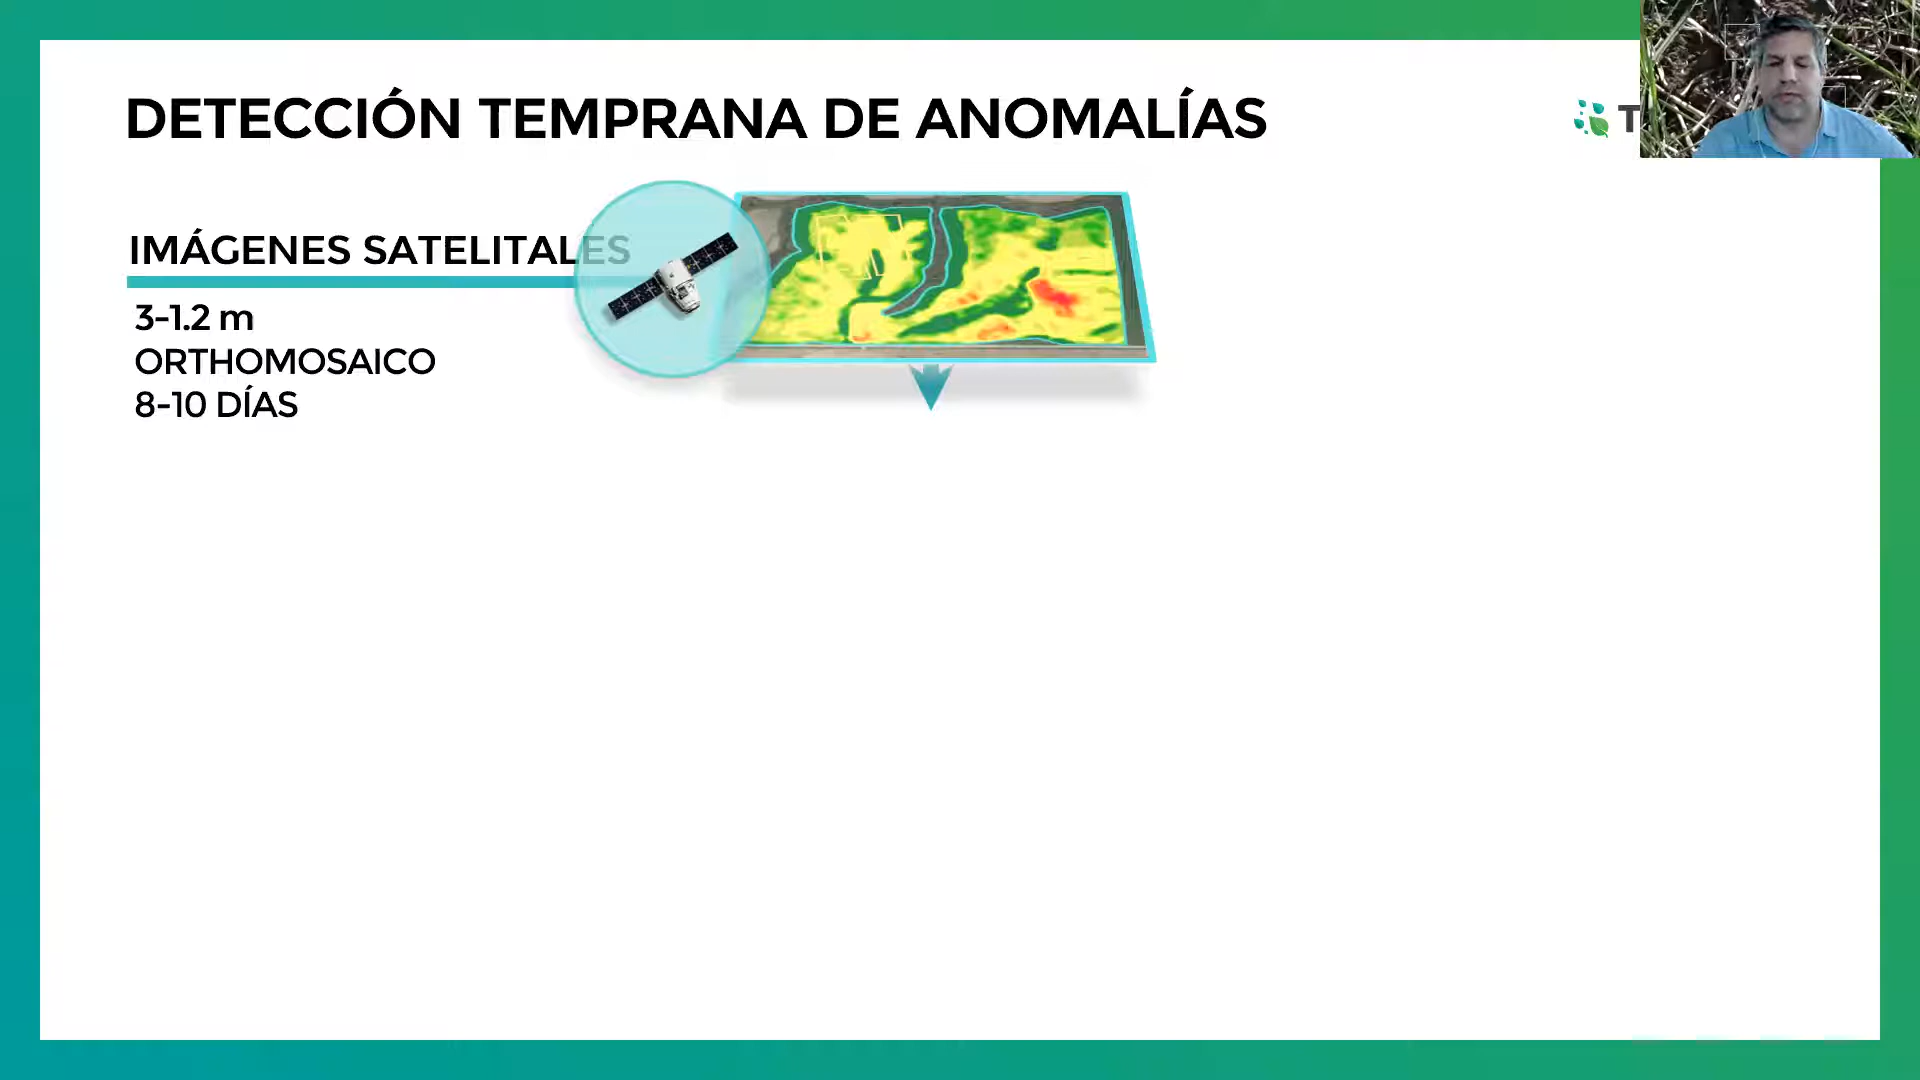 DETECCIÓN TEMPRANA DE ANOMALÍAS
IMÁGENES SATELITALES
3-1.2 m
ORTHOMOSAICO
8-10 DÍAS